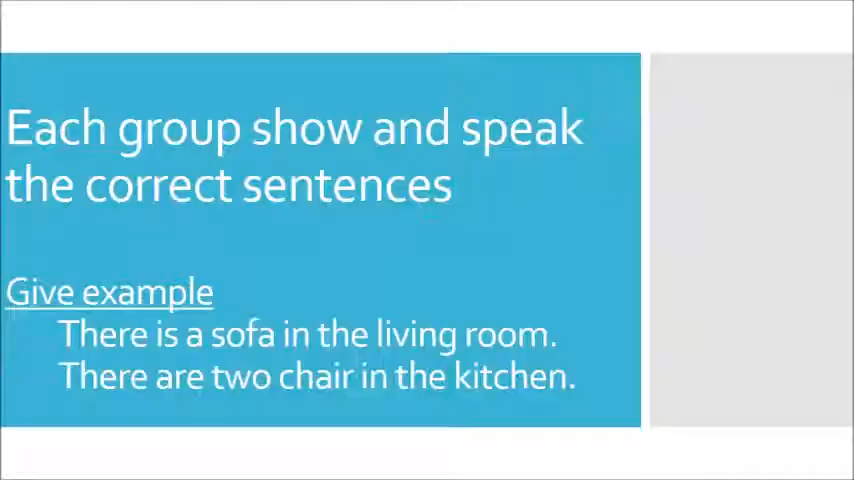 Each group show and speak
the correct sentences
Give example
There is a sofa in the living room.
There are two chair in the kitchen.